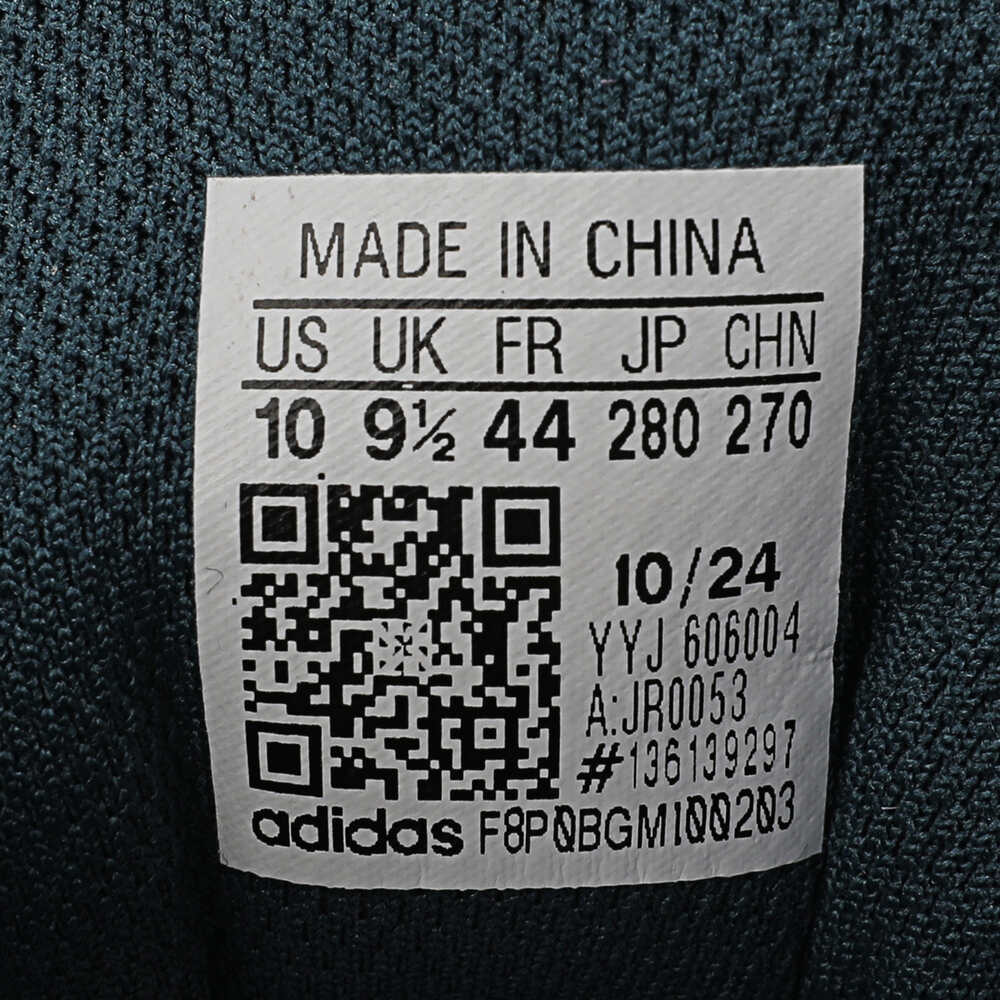 MADE IN CHINA
US UK FR JP CHN
10 9½ 44 280 270
10/24
YYJ 606004
A:JR0053
#136139297
adidas F8P0BGM100203